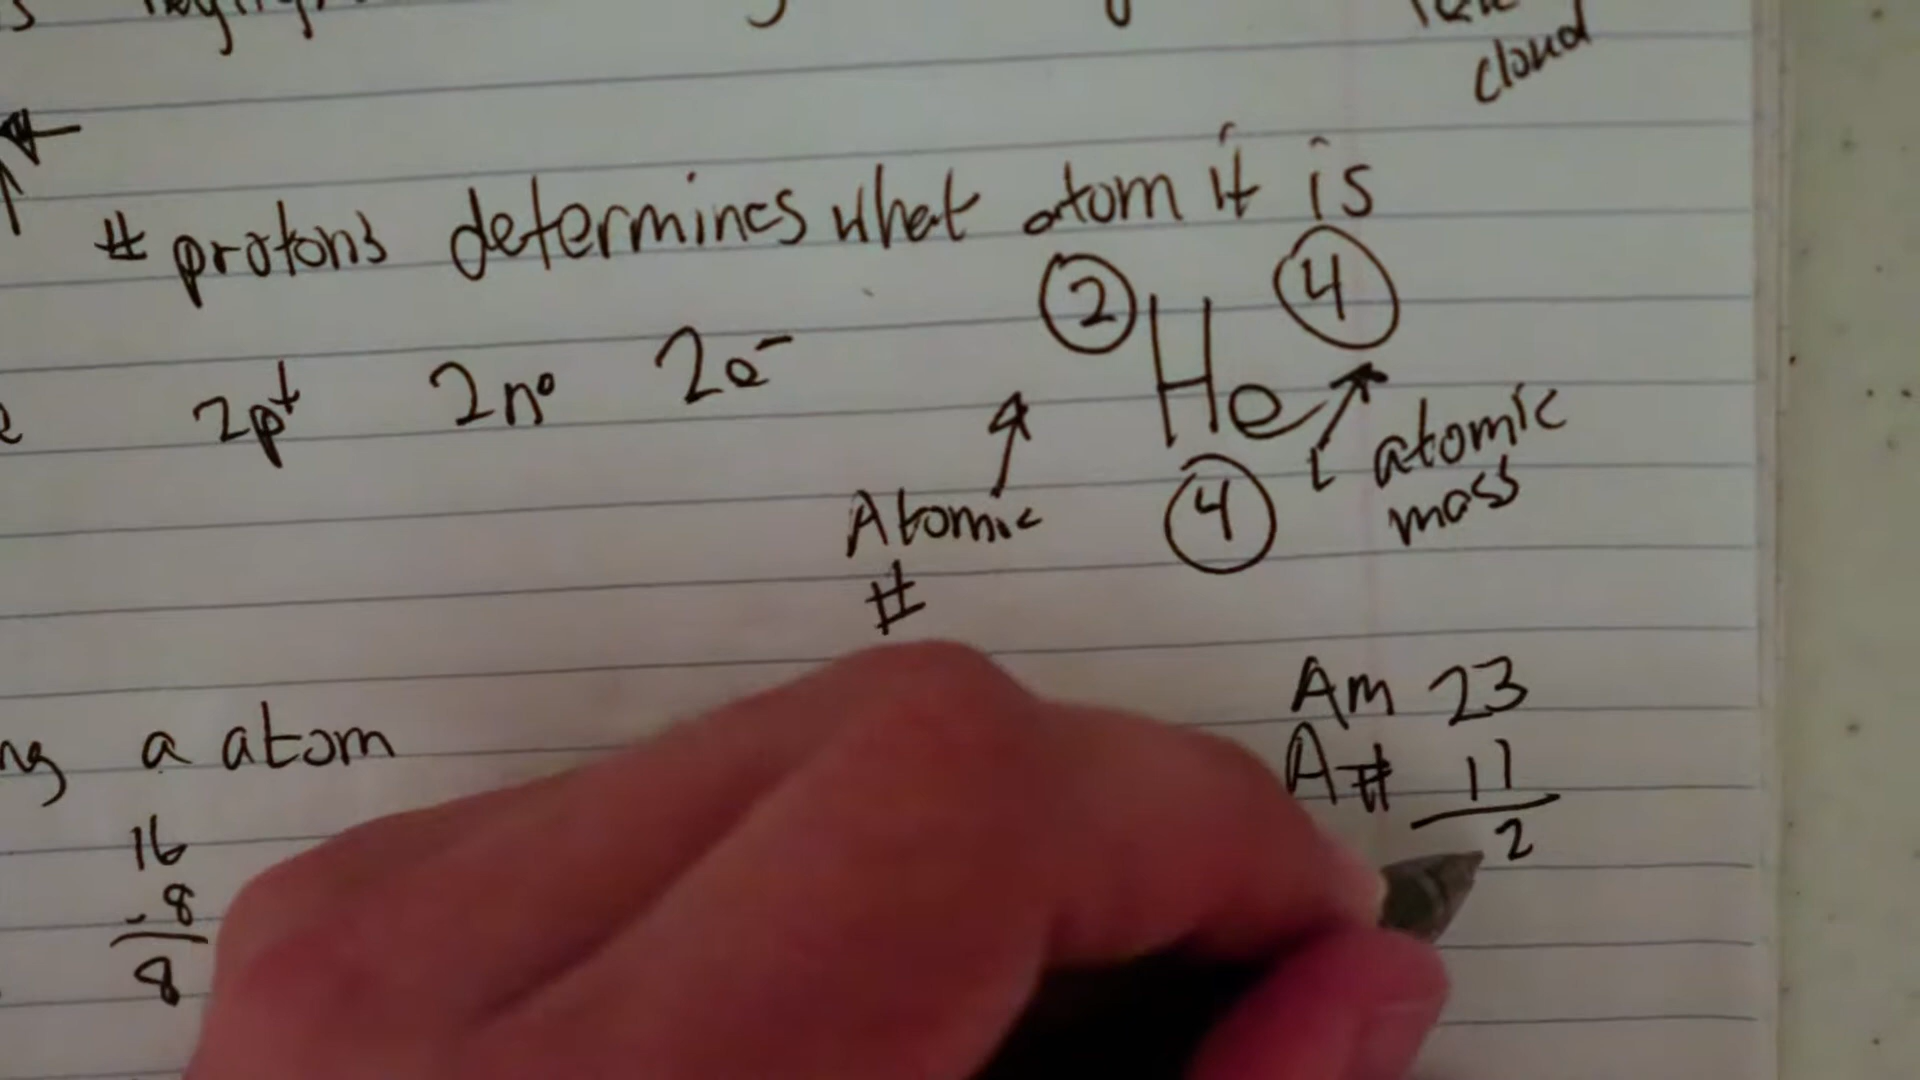 cloud
# protons determines what atom it is
2 He 4
2p+ 2n° 2e-
4
atomic
mass
Atomic
#
Am 23
A# 11
2
a atom
16
-8
8